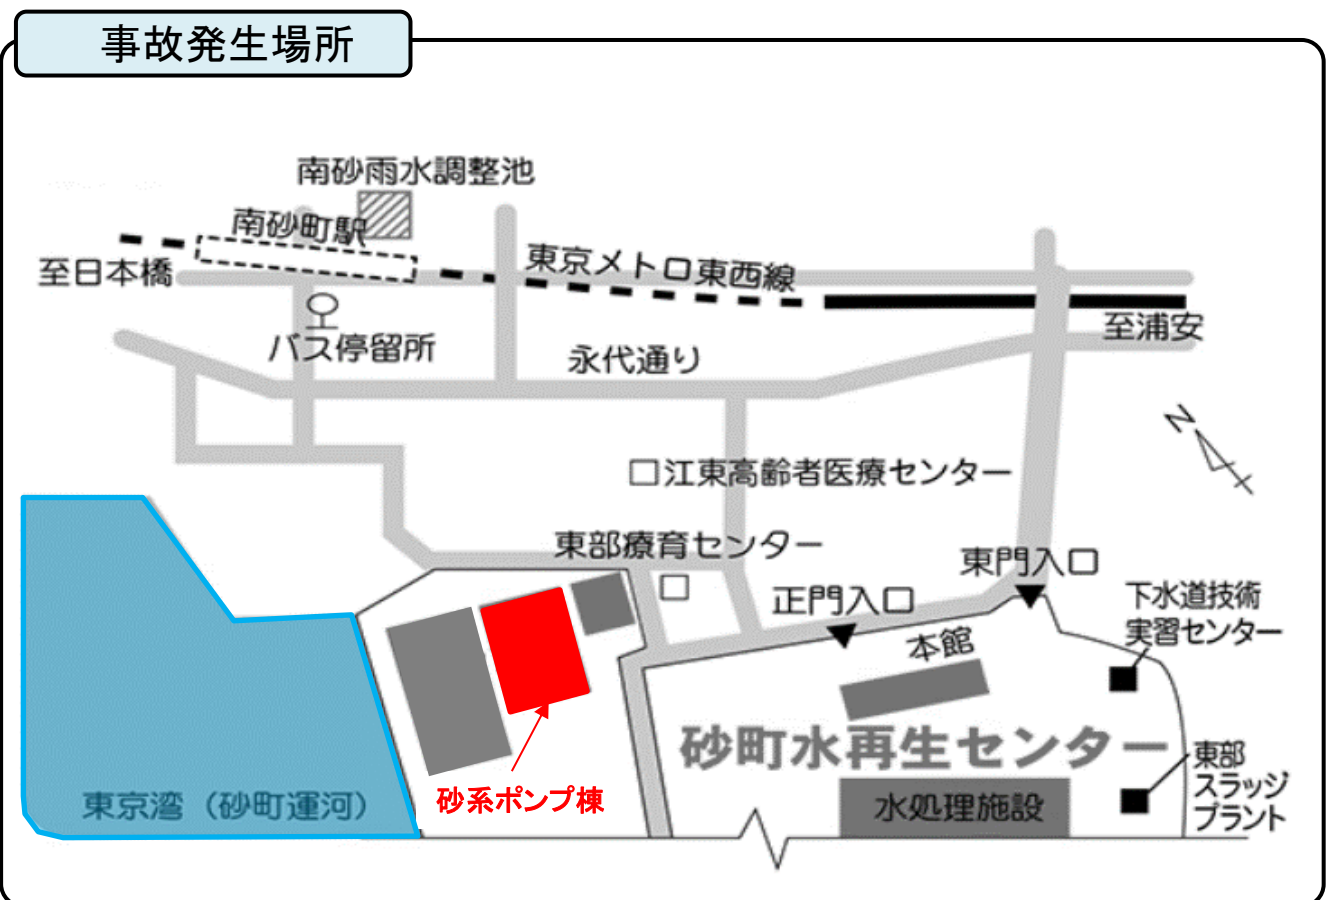 事故発生場所
南砂雨水調整池
南砂町駅
東京メトロ東西線
至日本橋
至浦安
バス停留所
永代通り
N
江東高齢者医療センター
東部療育センター
東門入口
正門入口
下水道技術
実習センター
本館
砂町水再生センター
東部
スラッジ
プラント
砂系ポンプ棟
東京湾（砂町運河）
水処理施設